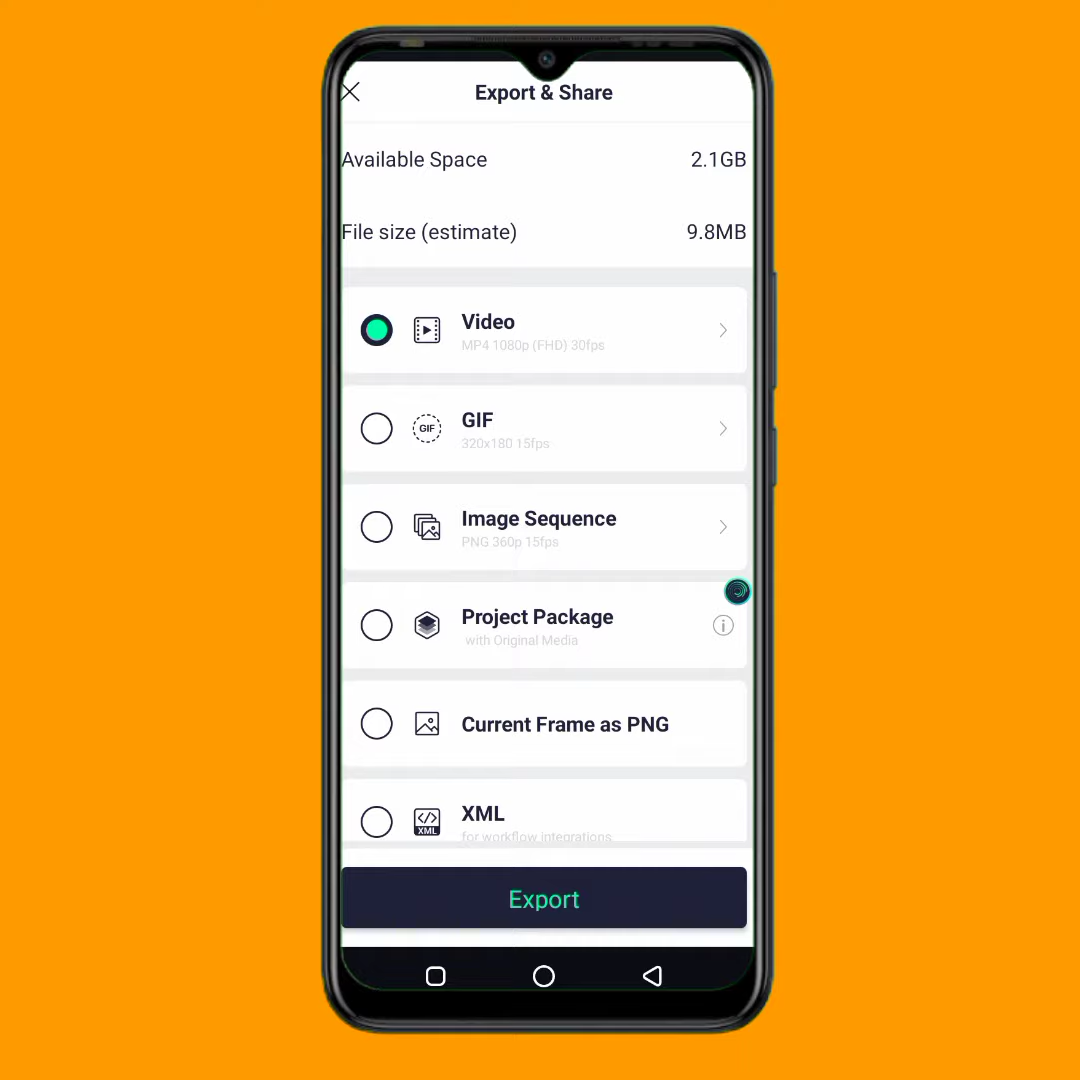 Export & Share
Available Space 2.1GB
File size (estimate) 9.8MB
Video
MP4 1080p (FHD) 30fps
GIF
GIF
320x180 15fps
Image Sequence
PNG 360p 15fps
Project Package
with Original Media
Current Frame as PNG
XML
XML
for workflow integrations
Export